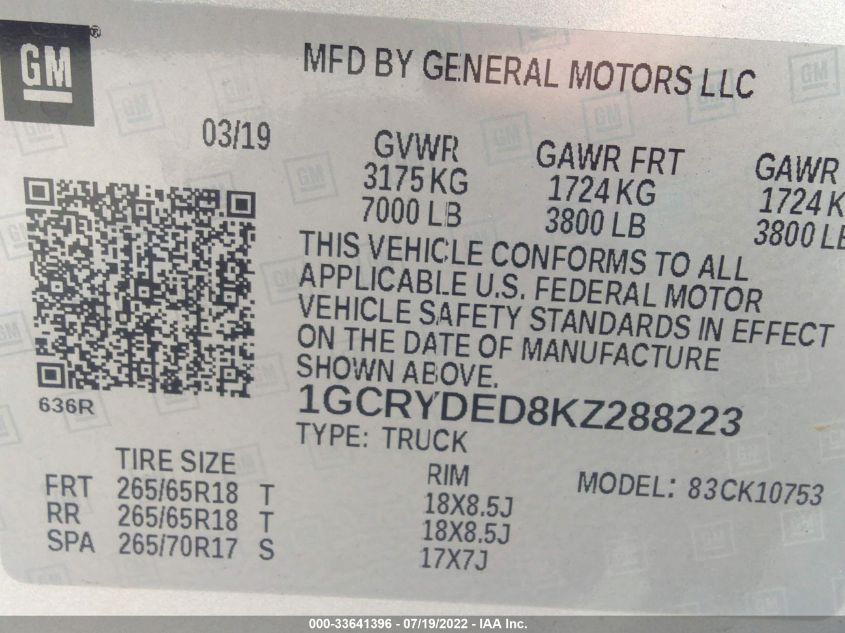 GM®
MFD BY GENERAL MOTORS LLC
03/19
GVWR GAWR FRT GAWR
3175 KG 1724 KG 1724 K
7000 LB 3800 LB 3800 LB
THIS VEHICLE CONFORMS TO ALL
APPLICABLE U.S. FEDERAL MOTOR
VEHICLE SAFETY STANDARDS IN EFFECT
ON THE DATE OF MANUFACTURE
SHOWN ABOVE.
636R
1GCRYDED8KZ288223
TYPE: TRUCK
TIRE SIZE RIM MODEL: 83CK10753
FRT 265/65R18 T 18X8.5J
RR 265/65R18 T 18X8.5J
SPA 265/70R17 S 17X7J
000-33641396 - 07/19/2022 - IAA Inc.